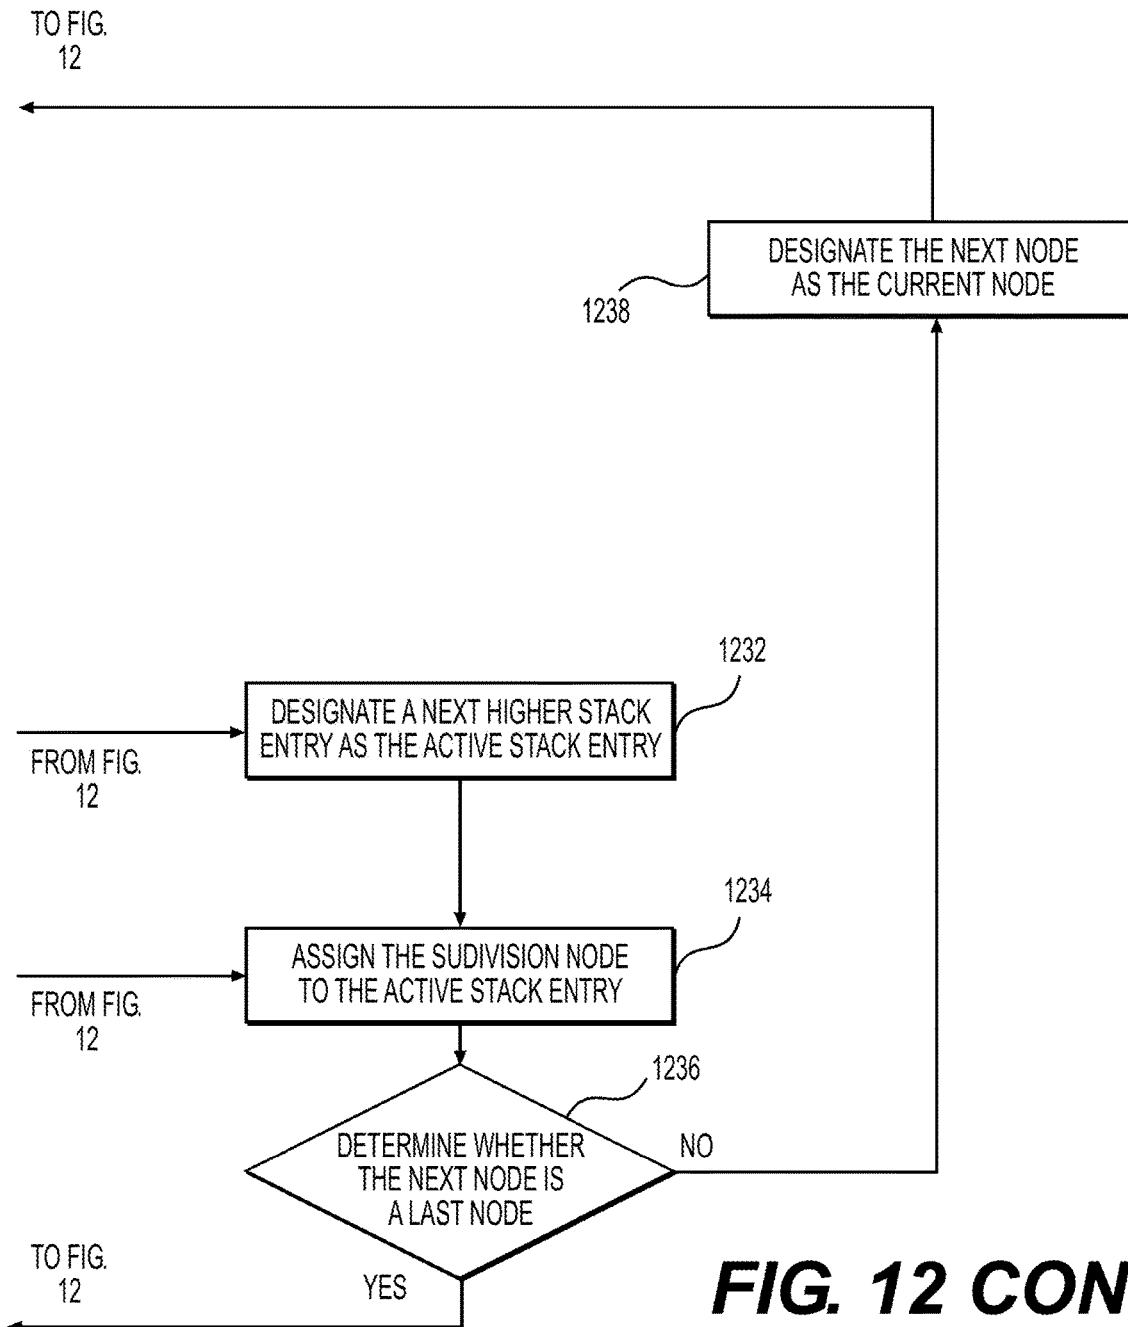 TO FIG.
12
DESIGNATE THE NEXT NODE
AS THE CURRENT NODE
1238
1232
DESIGNATE A NEXT HIGHER STACK
ENTRY AS THE ACTIVE STACK ENTRY
FROM FIG.
12
1234
ASSIGN THE SUDIVISION NODE
TO THE ACTIVE STACK ENTRY
FROM FIG.
12
1236
DETERMINE WHETHER
THE NEXT NODE IS
A LAST NODE
NO
TO FIG.
12
YES
FIG. 12 CON